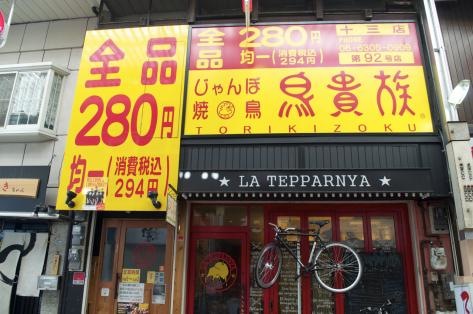 全品
280円
均一(消費税込
294円)
全品
280円
均一(消費税込
294円)
十三店
PHONE
06-6305-0909
第92号店
じゃんぼ
焼鳥
鳥貴族
TORIKIZOKU
★ LA TEPPARNYA ★